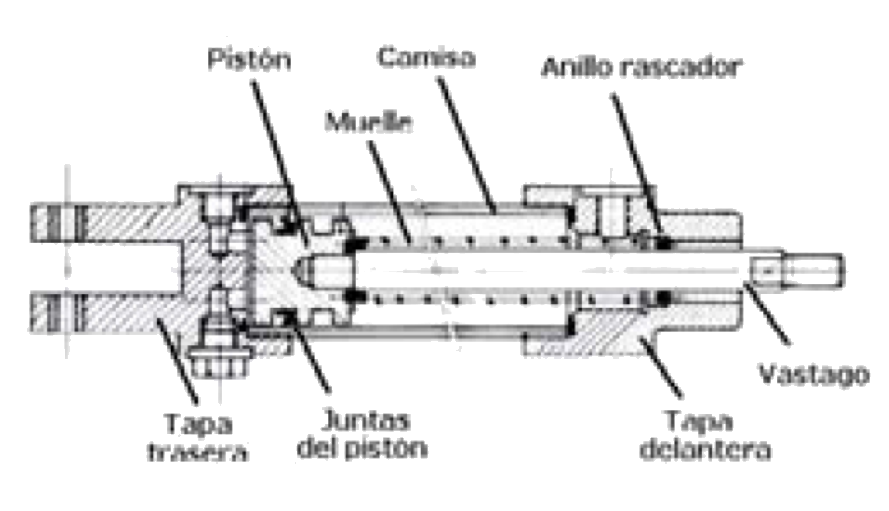 Pistón
Camisa
Anillo rascador
Muelle
Vastago
Tapa
trasera
Juntas
del pistón
Tapa
delantera